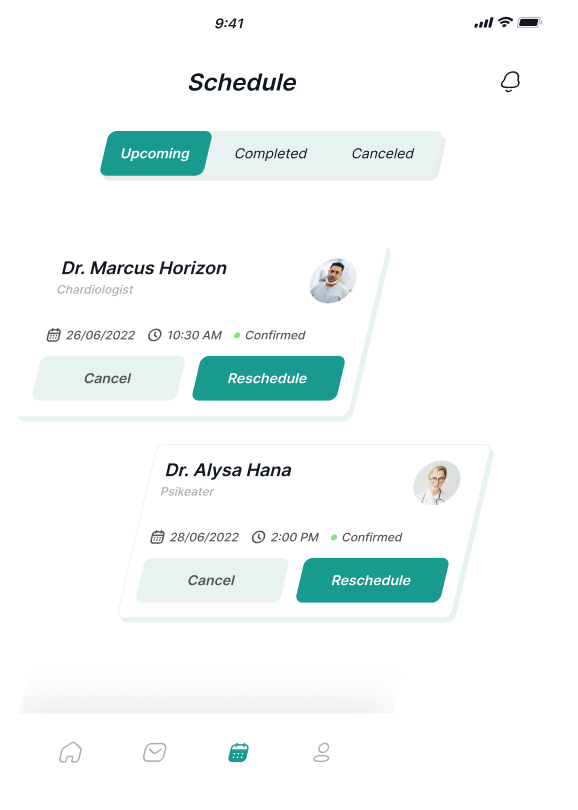 9:41
Schedule
Upcoming Completed Canceled
Dr. Marcus Horizon
Chardiologist
26/06/2022 10:30 AM Confirmed
Cancel Reschedule
Dr. Alysa Hana
Psikeater
28/06/2022 2:00 PM Confirmed
Cancel Reschedule